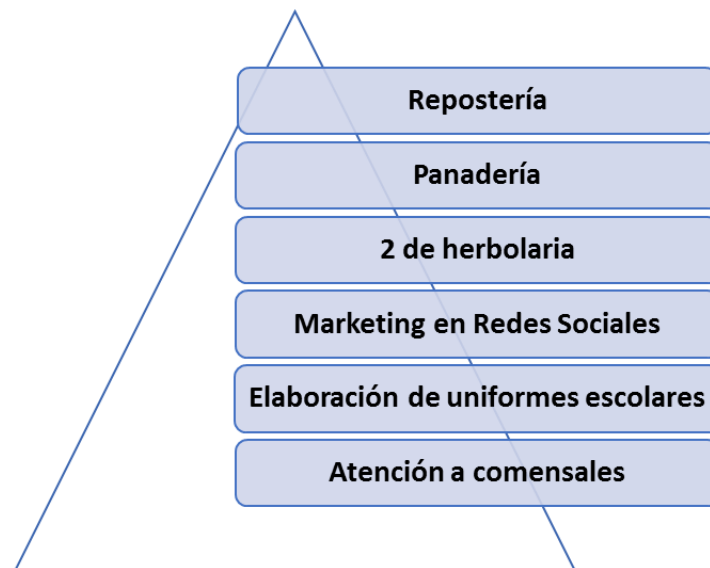 Repostería
Panadería
2 de herbolaria
Marketing en Redes Sociales
Elaboración de uniformes escolares
Atención a comensales